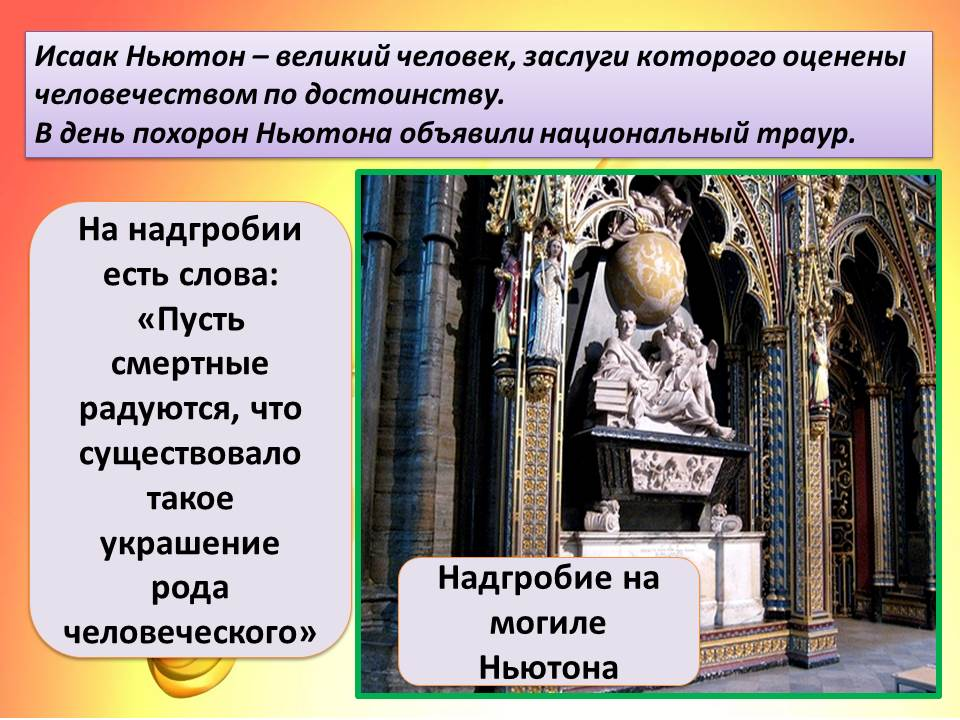 Исаак Ньютон – великий человек, заслуги которого оценены
человечеством по достоинству.
В день похорон Ньютона объявили национальный траур.
На надгробии
есть слова:
«Пусть
смертные
радуются, что
существовало
такое
украшение
рода
человеческого»
Надгробие на
могиле
Ньютона